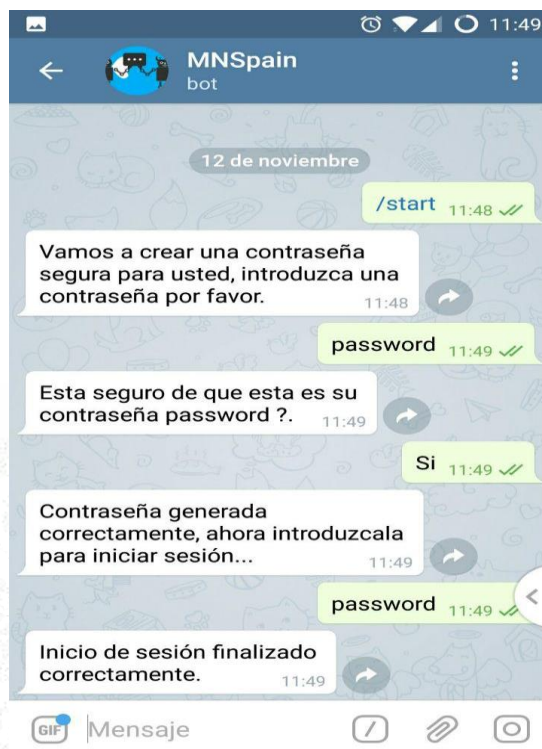 11:49
MNSpain
bot
12 de noviembre
/start 11:48
Vamos a crear una contraseña
segura para usted, introduzca una
contraseña por favor. 11:48
password 11:49
Esta seguro de que esta es su
contraseña password ?. 11:49
Si 11:49
Contraseña generada
correctamente, ahora introduzcala
para iniciar sesión... 11:49
password 11:49
Inicio de sesión finalizado
correctamente. 11:49
GIF Mensaje /